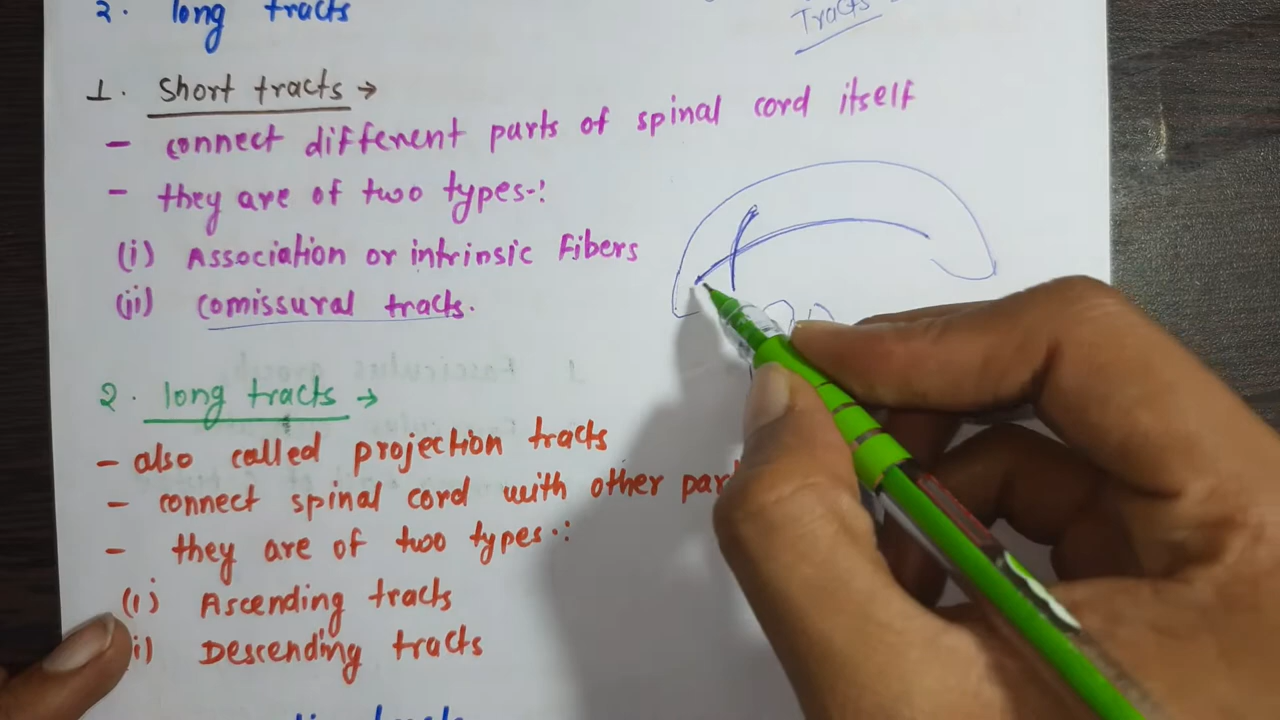 2. long tracts
Tracts
1. Short tracts →
- connect different parts of spinal cord itself
- they are of two types-:
(i) Association or intrinsic Fibers
(ii) Comissural tracts.
2. long tracts →
- also called projection tracts
- connect spinal cord with other par
- they are of two types.:
(i) Ascending tracts
i) Descending tracts